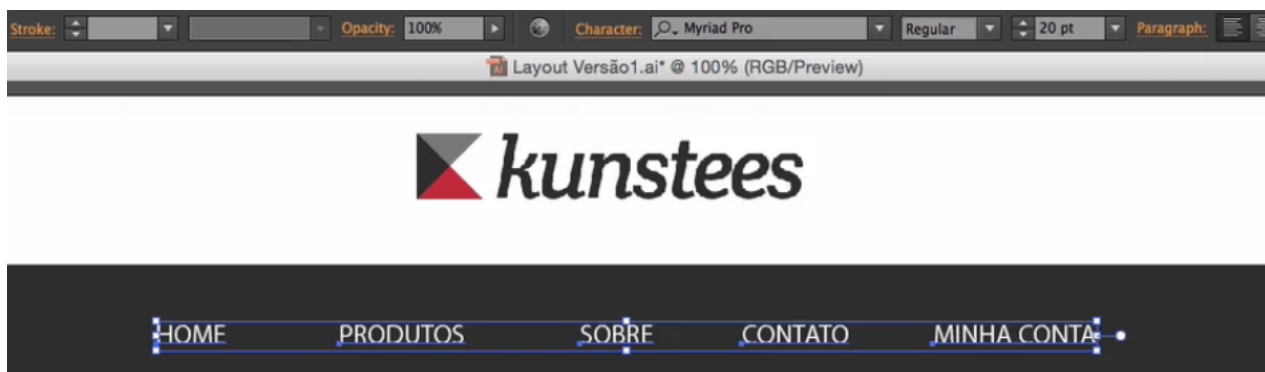 Stroke: Opacity: 100% Character: Myriad Pro Regular 20 pt Paragraph:
Layout Versão1.ai* @ 100% (RGB/Preview)
kunstees
HOME PRODUTOS SOBRE CONTATO MINHA CONTA